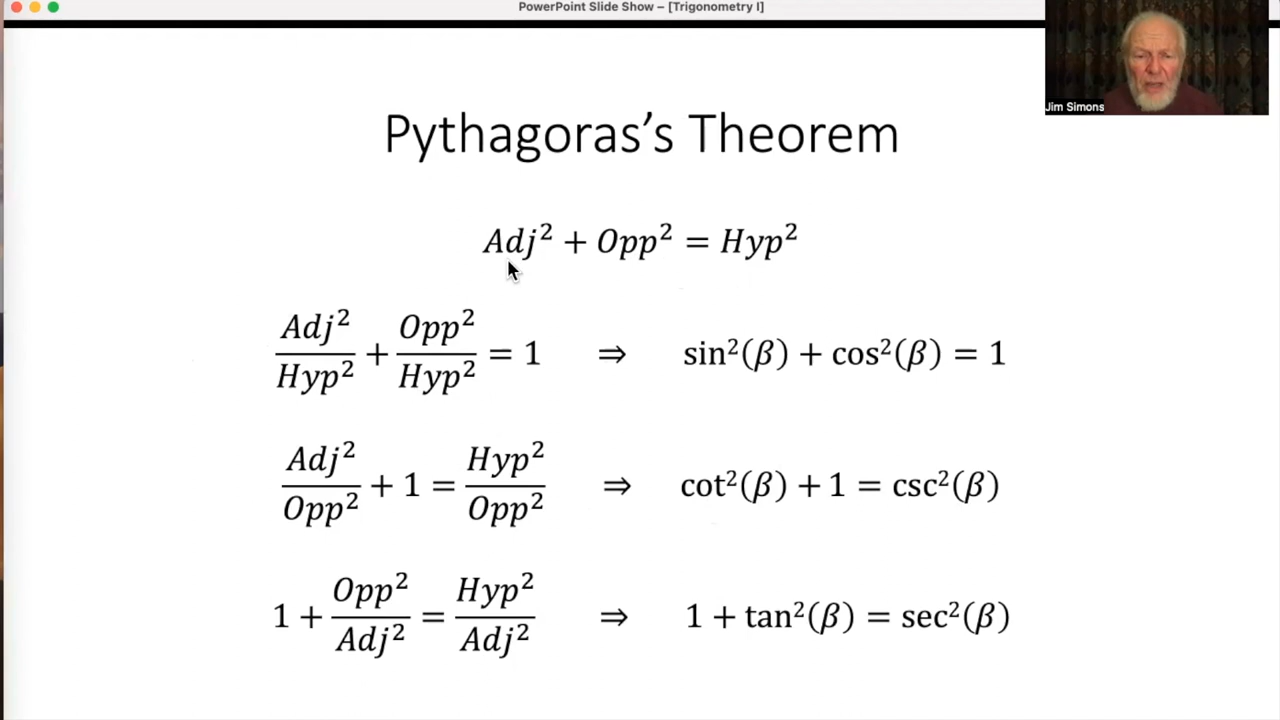 PowerPoint Slide Show – [Trigonometry I]
Jim Simons
Pythagoras's Theorem
Adj² + Opp² = Hyp²
Adj²/Hyp² + Opp²/Hyp² = 1 ⇒ sin²(β) + cos²(β) = 1
Adj²/Opp² + 1 = Hyp²/Opp² ⇒ cot²(β) + 1 = csc²(β)
1 + Opp²/Adj² = Hyp²/Adj² ⇒ 1 + tan²(β) = sec²(β)